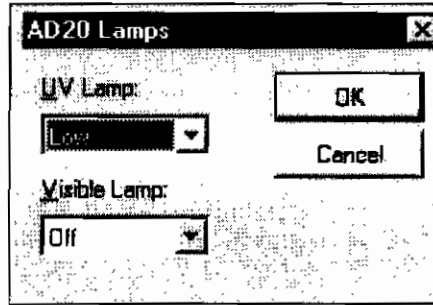 AD20 Lamps
UV Lamp:
OK
Low
Cancel
Visible Lamp:
Off